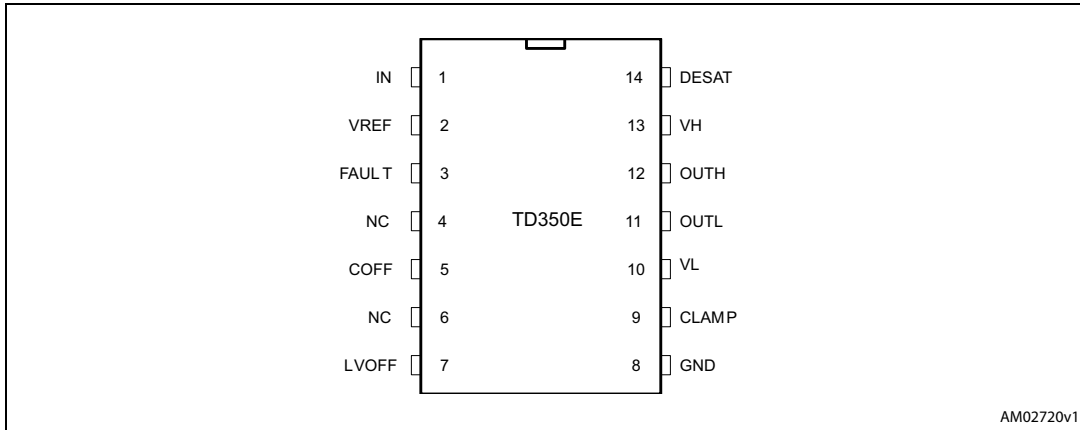 IN 1 14 DESAT
VREF 2 13 VH
FAULT 3 12 OUTH
NC 4 TD350E 11 OUTL
COFF 5 10 VL
NC 6 9 CLAMP
LVOFF 7 8 GND
AM02720v1